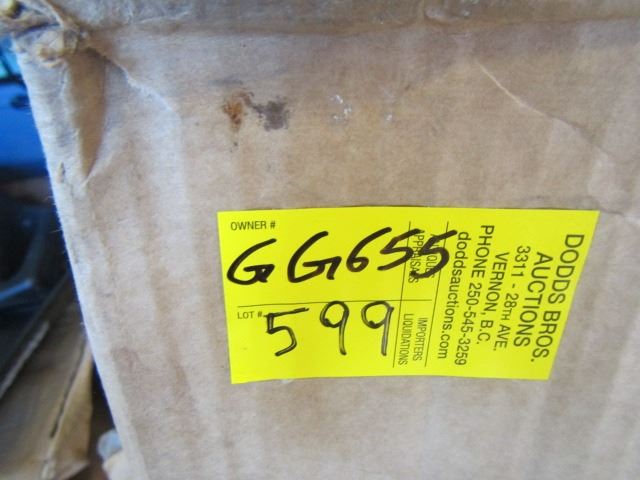 OWNER #
GG655
LOT #
599
ANTIQUE
APPRAISALS
IMPORTERS
LIQUIDATIONS
DODDS BROS.
AUCTIONS
3311 - 28TH AVE.
VERNON, B.C.
PHONE 250-545-3259
doddsauctions.com